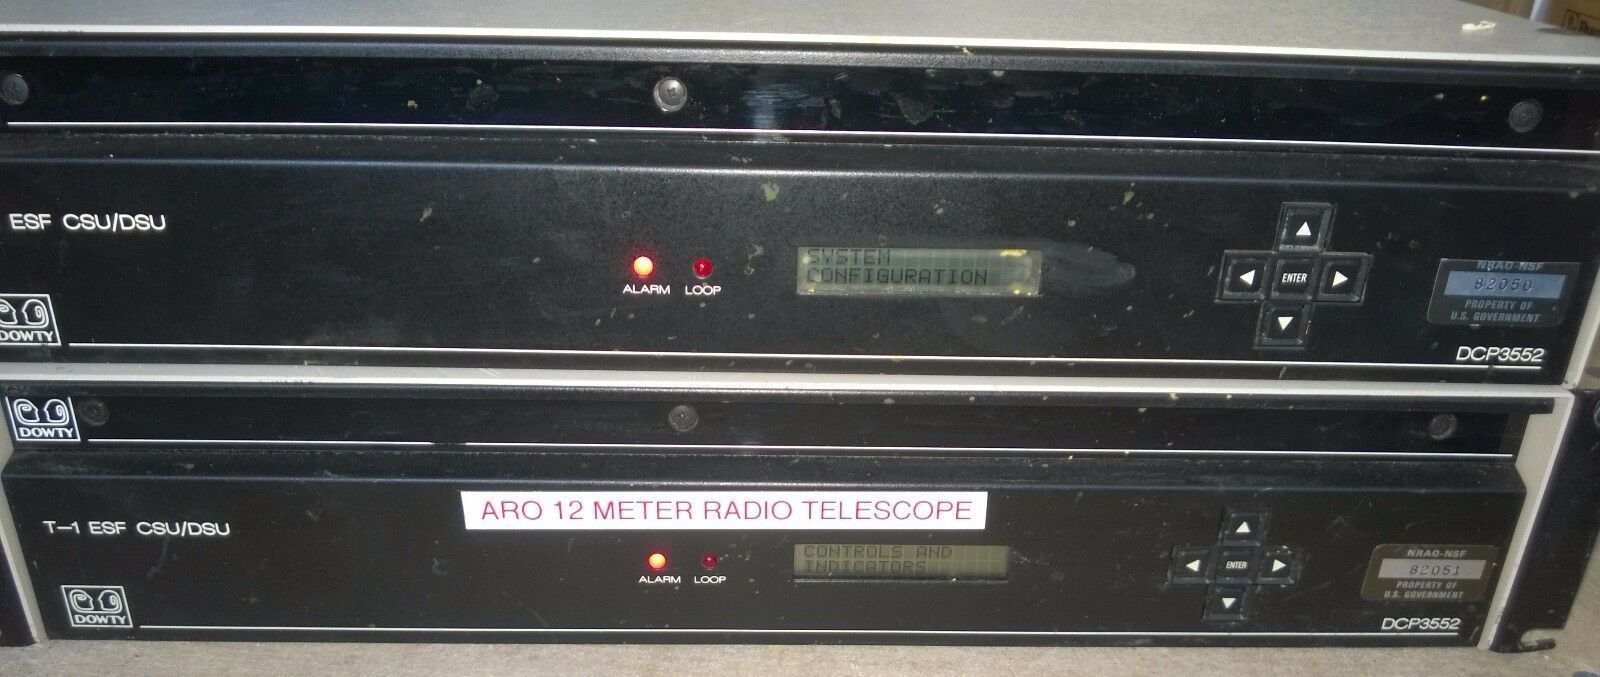 ESF CSU/DSU
ALARM LOOP
SYSTEM
CONFIGURATION
ENTER
NRAO-NSF
82050
PROPERTY OF
U.S. GOVERNMENT
DOWTY
DCP3552
DOWTY
ARO 12 METER RADIO TELESCOPE
T-1 ESF CSU/DSU
ALARM LOOP
CONTROLS AND
INDICATORS
ENTER
NRAO-NSF
82051
PROPERTY OF
U.S. GOVERNMENT
DOWTY
DCP3552